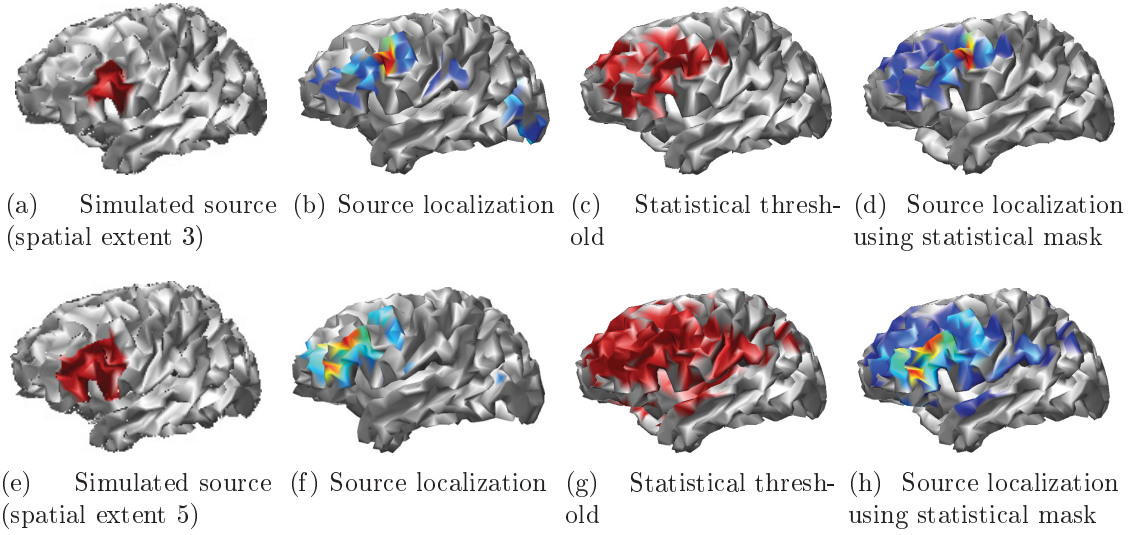 (a) Simulated source (b) Source localization (c) Statistical thresh- (d) Source localization
(spatial extent 3) old using statistical mask
(e) Simulated source (f) Source localization (g) Statistical thresh- (h) Source localization
(spatial extent 5) old using statistical mask